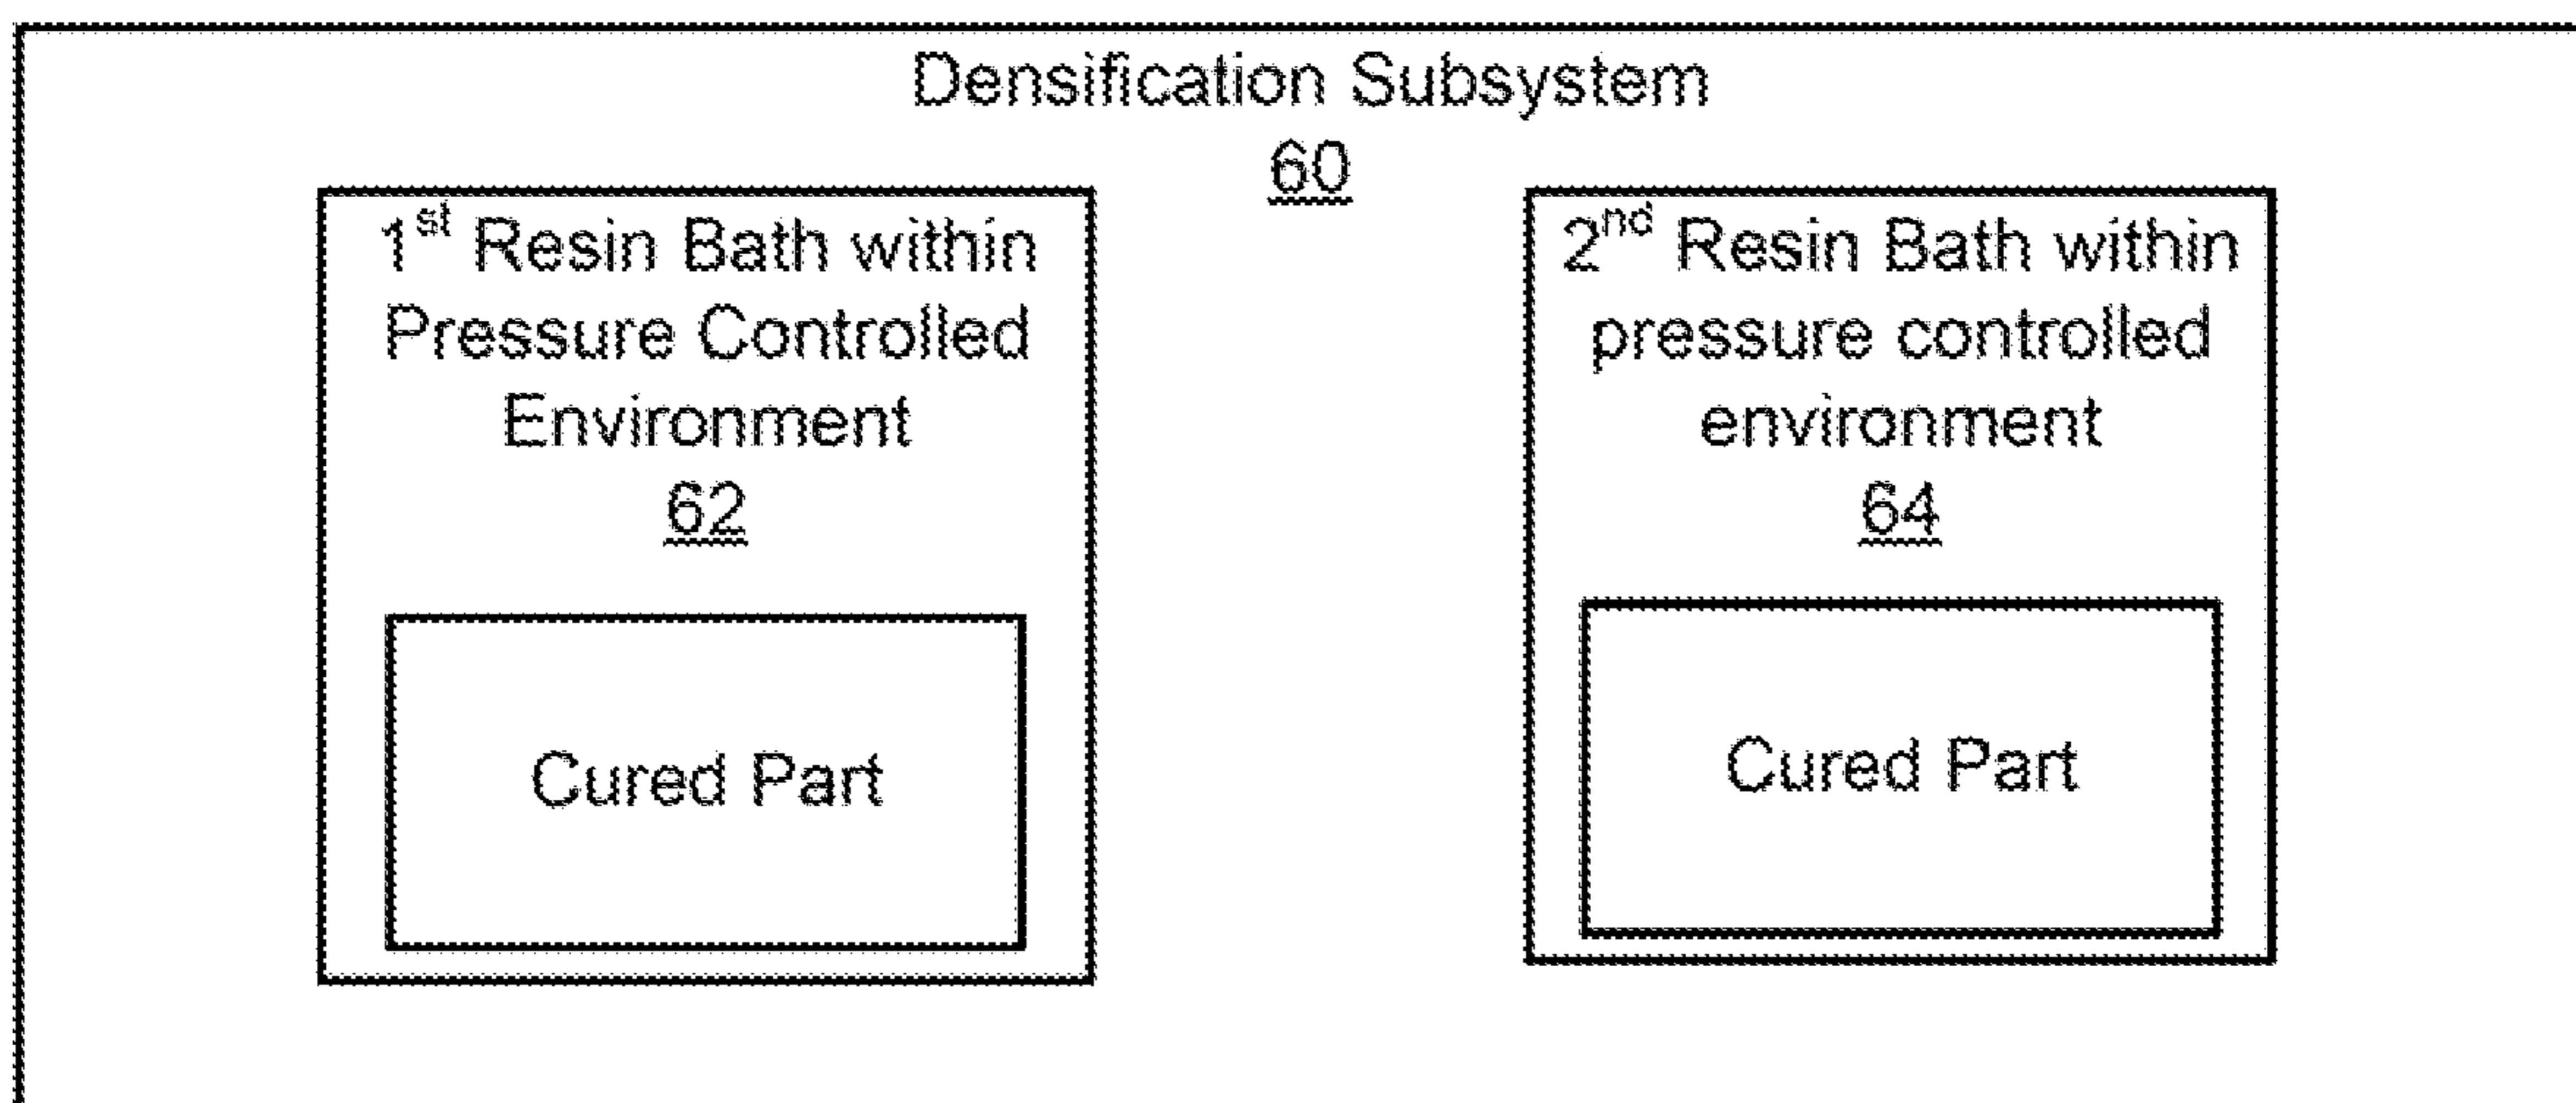 Densification Subsystem
60
1st Resin Bath within
Pressure Controlled
Environment
62
Cured Part
2nd Resin Bath within
pressure controlled
environment
64
Cured Part